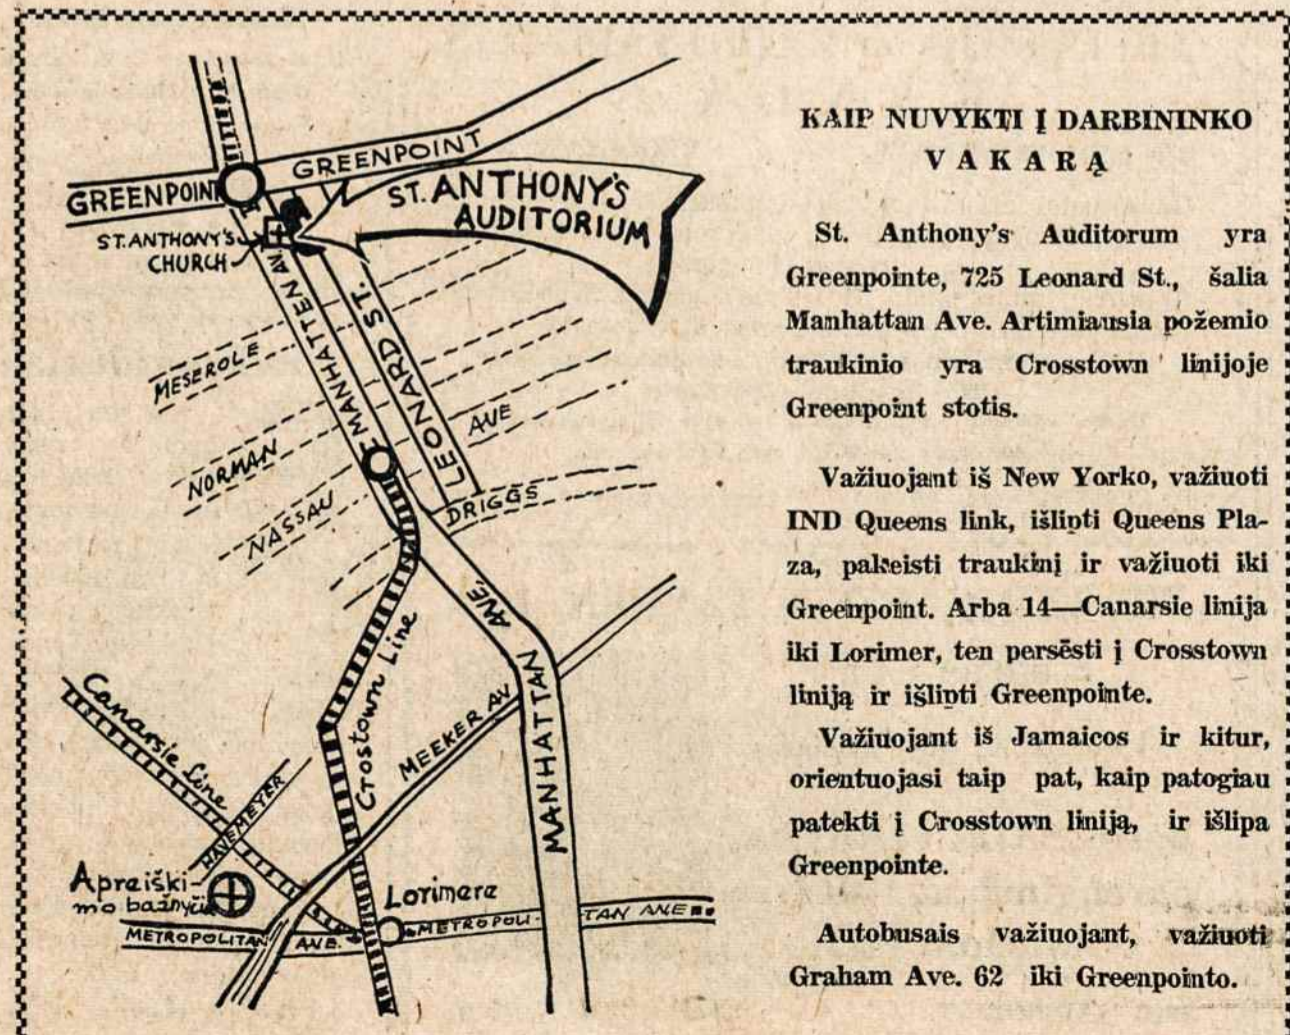 GREENPOINT
GREENPOINT
ST. ANTHONY'S
AUDITORIUM
ST. ANTHONY'S
CHURCH
MANHATTEN AV.
LEONARD ST.
MESEROLE
NORMAN
NASSAU
AVE
DRIGGS
MANHATTAN AVE.
MEEKER AV
Crostown Line
Canarsie Line
HAVEMEYER
Apreiški-
mo bažnyčia
Lorimere
METROPOLITAN AVE.
METROPOLI-TAN ANE
KAIP NUVYKTI Į DARBININKO
VAKARĄ
St. Anthony's Auditorum yra
Greenpointe, 725 Leonard St., šalia
Manhattan Ave. Artimiausia požemio
traukinio yra Crosstown linijoje
Greenpoint stotis.
Važiuojant iš New Yorko, važiuoti
IND Queens link, išlipti Queens Pla-
za, pakeisti traukinį ir važiuoti iki
Greenpoint. Arba 14—Canarsie linija
iki Lorimer, ten persėsti į Crosstown
liniją ir išlipti Greenpointe.
Važiuojant iš Jamaicos ir kitur,
orientuojasi taip pat, kaip patogiau
patekti į Crosstown liniją, ir išlipa
Greenpointe.
Autobusais važiuojant, važiuoti
Graham Ave. 62 iki Greenpointo.